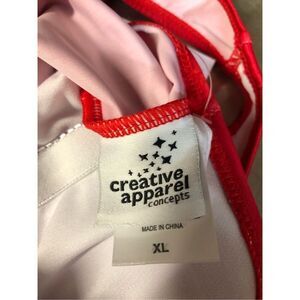 creative
apparel
concepts
MADE IN CHINA
XL